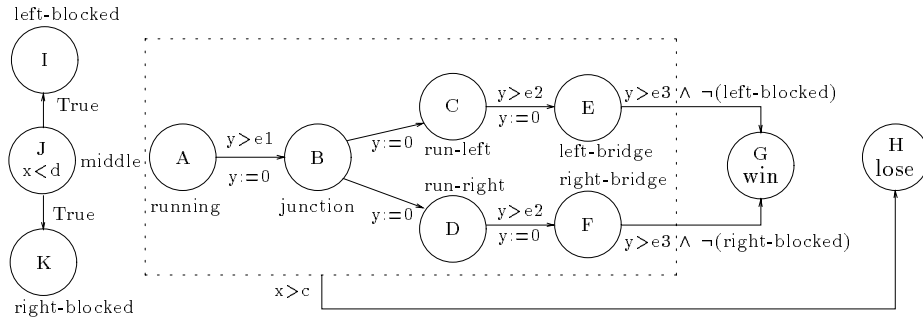 left-blocked
I
True
J
x<d
middle
True
K
right-blocked
A
running
y>e1
y:=0
B
junction
y:=0
y:=0
C
run-left
run-right
D
y>e2
y:=0
y>e2
y:=0
E
left-bridge
right-bridge
F
y>e3 ∧ ¬(left-blocked)
y>e3 ∧ ¬(right-blocked)
G
win
H
lose
x>c